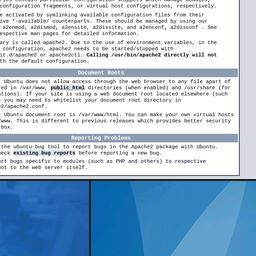 configuration fragments, or virtual host configurations, respectively.
e activated by symlinking available configuration files from their
tive *-available/ counterparts. These should be managed by using our
a2enmod, a2dismod, a2ensite, a2dissite, and a2enconf, a2disconf . See
respective man pages for detailed information.
ary is called apache2. Due to the use of environment variables, in the
configuration, apache2 needs to be started/stopped with
it.d/apache2 or apache2ctl. Calling /usr/bin/apache2 directly will not
th the default configuration.
Document Roots
Ubuntu does not allow access through the web browser to any file apart of
ted in /var/www, public_html directories (when enabled) and /usr/share (for
ations). If your site is using a web document root located elsewhere (such
you may need to whitelist your document root directory in
e2/apache2.conf.
Ubuntu document root is /var/www/html. You can make your own virtual hosts
/www. This is different to previous releases which provides better security
box.
Reporting Problems
the ubuntu-bug tool to report bugs in the Apache2 package with Ubuntu.
eck existing bug reports before reporting a new bug.
rt bugs specific to modules (such as PHP and others) to respective
not to the web server itself.